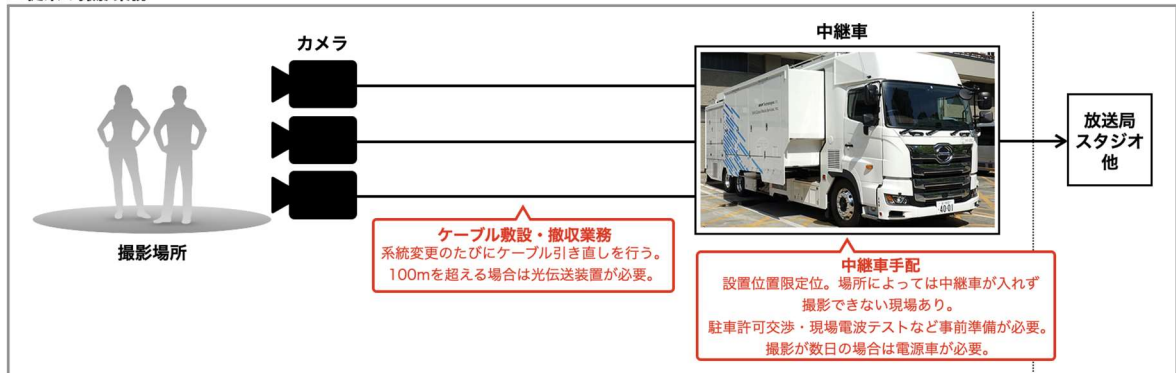 カメラ
中継車
放送局
スタジオ
他
撮影場所
ケーブル敷設・撤収業務
系統変更のたびにケーブル引き直しを行う。
100mを超える場合は光伝送装置が必要。
中継車手配
設置位置限定位。場所によっては中継車が入れず
撮影できない現場あり。
駐車許可交渉・現場電波テストなど事前準備が必要。
撮影が数日の場合は電源車が必要。
40-01